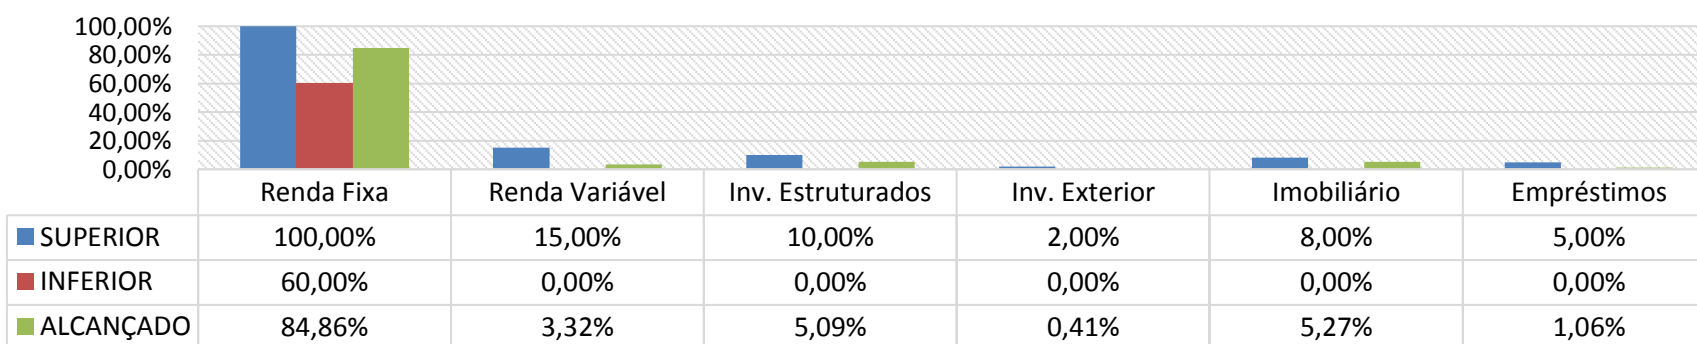 100,00%
80,00%
60,00%
40,00%
20,00%
0,00%
Renda Fixa Renda Variável Inv. Estruturados Inv. Exterior Imobiliário Empréstimos
SUPERIOR 100,00% 15,00% 10,00% 2,00% 8,00% 5,00%
INFERIOR 60,00% 0,00% 0,00% 0,00% 0,00% 0,00%
ALCANÇADO 84,86% 3,32% 5,09% 0,41% 5,27% 1,06%